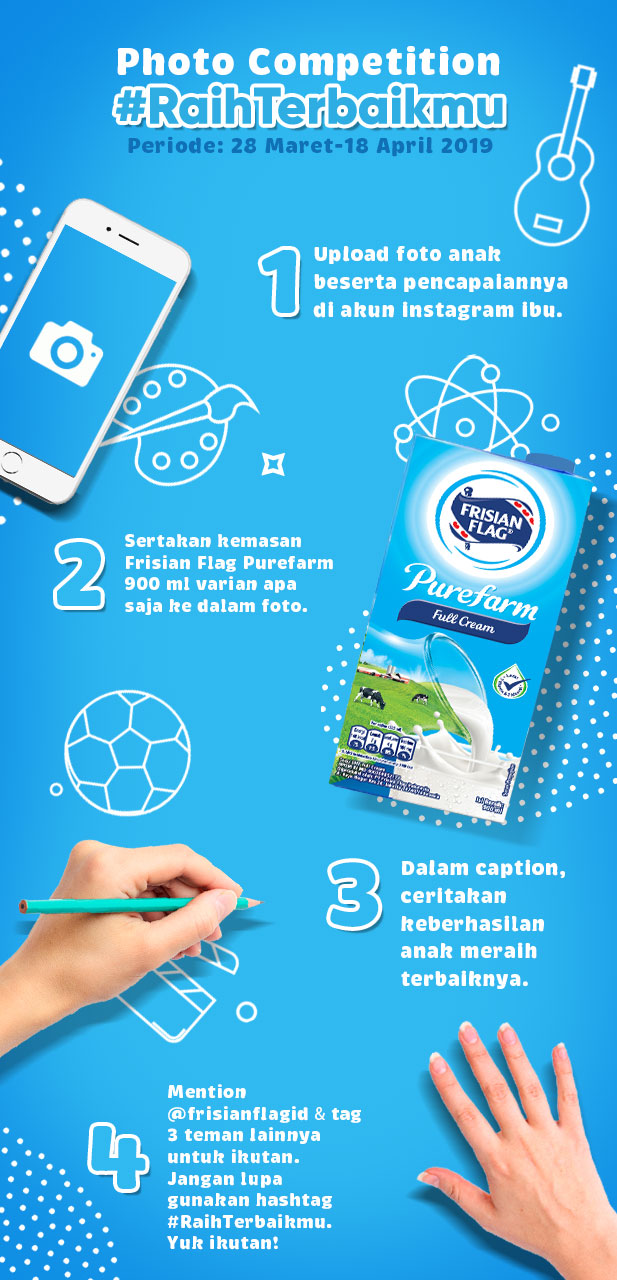 Photo Competition
#RaihTerbaikmu
Periode: 28 Maret-18 April 2019
1
Upload foto anak
beserta pencapaiannya
di akun instagram ibu.
2
Sertakan kemasan
Frisian Flag Purefarm
900 ml varian apa
saja ke dalam foto.
FRISIAN
FLAG®
Purefarm
Full Cream
3
Dalam caption,
ceritakan
keberhasilan
anak meraih
terbaiknya.
4
Mention
@frisianflagid & tag
3 teman lainnya
untuk ikutan.
Jangan lupa
gunakan hashtag
#RaihTerbaikmu.
Yuk ikutan!